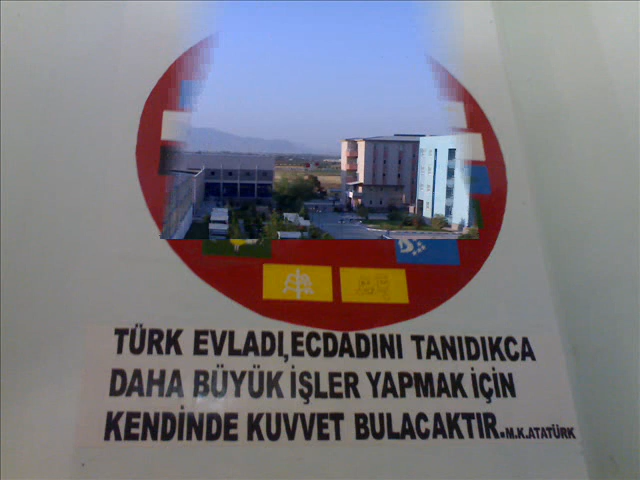 TÜRK EVLADI,ECDADINI TANIDIKCA
DAHA BÜYÜK İŞLER YAPMAK İÇİN
KENDİNDE KUVVET BULACAKTIR.M.K.ATATÜRK